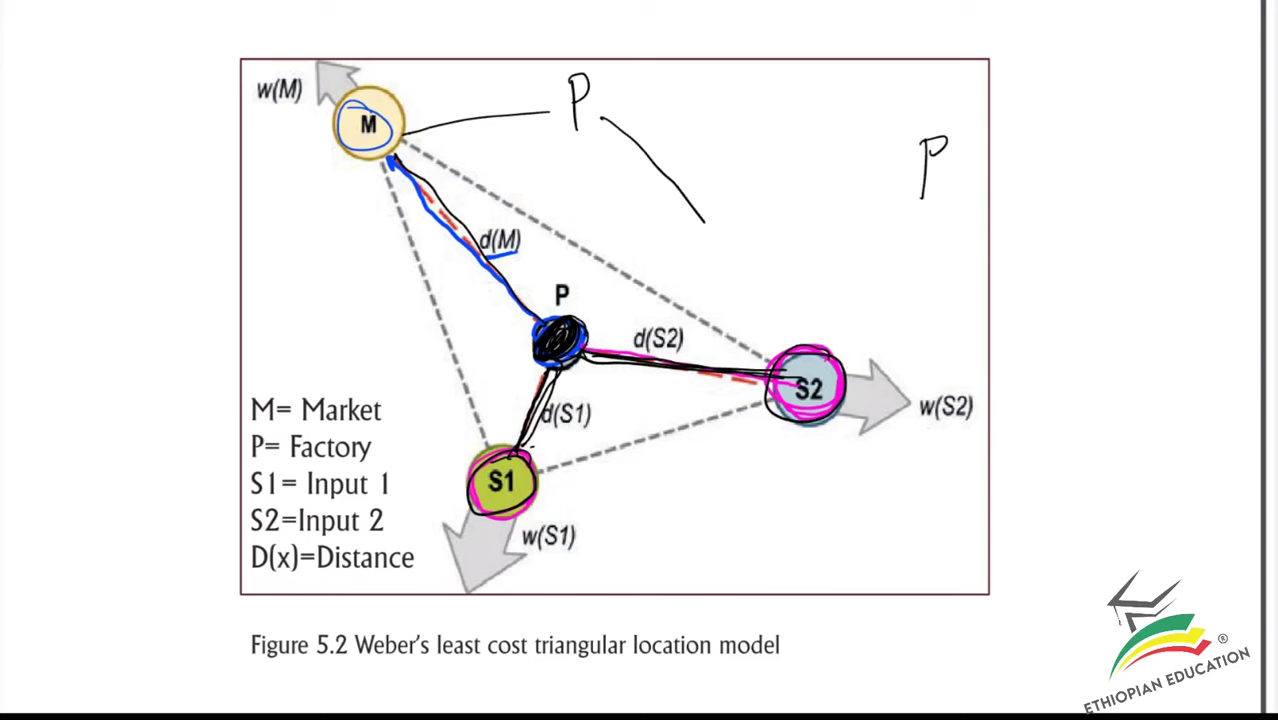 w(M)
M
P
P
d(M)
P
d(S2)
S2
w(S2)
d(S1)
S1
w(S1)
M= Market
P= Factory
S1= Input 1
S2=Input 2
D(x)=Distance
Figure 5.2 Weber's least cost triangular location model
®
ETHIOPIAN EDUCATION